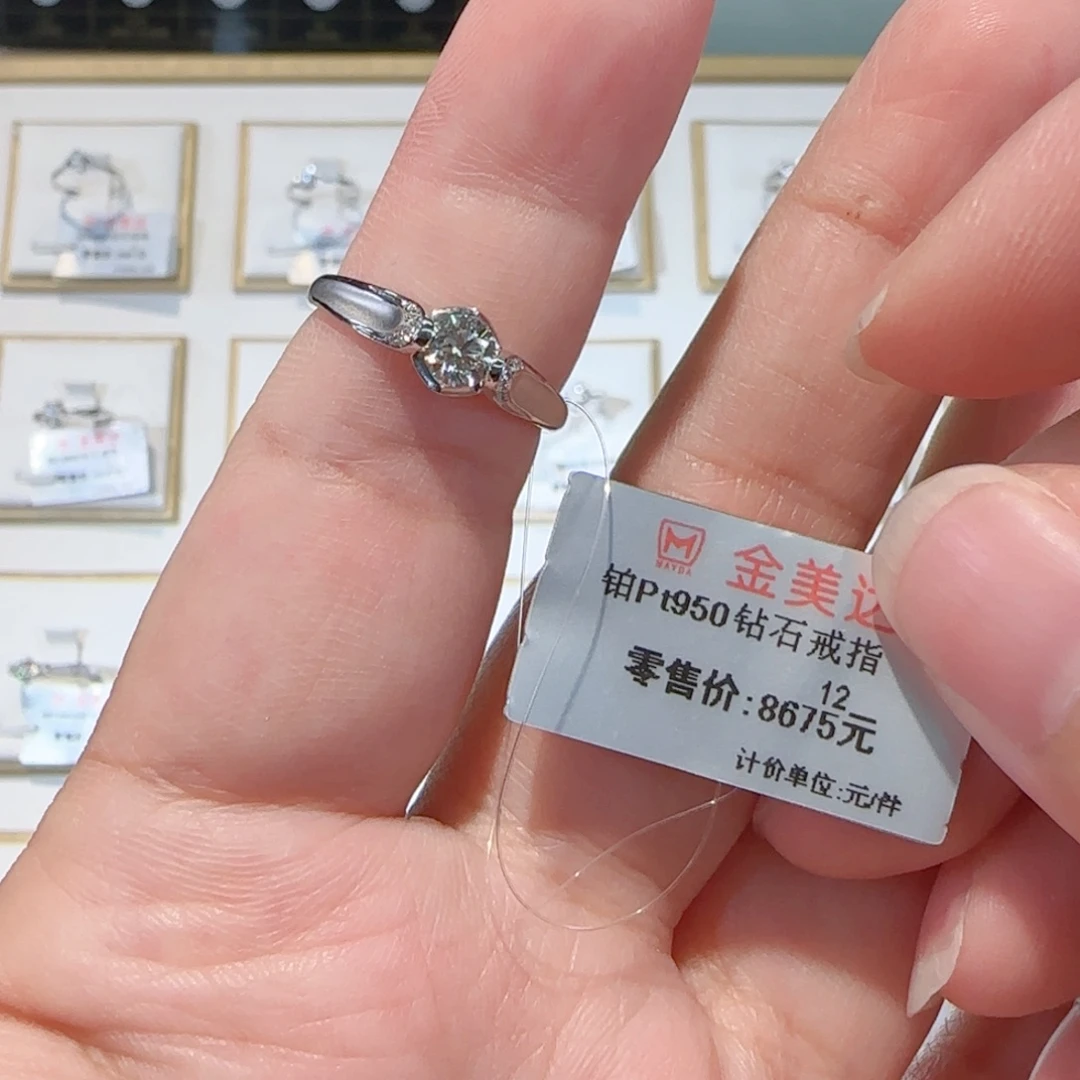 MAYDA
金美达
铂Pt950钻石戒指
12
零售价:8675元
计价单位:元/件